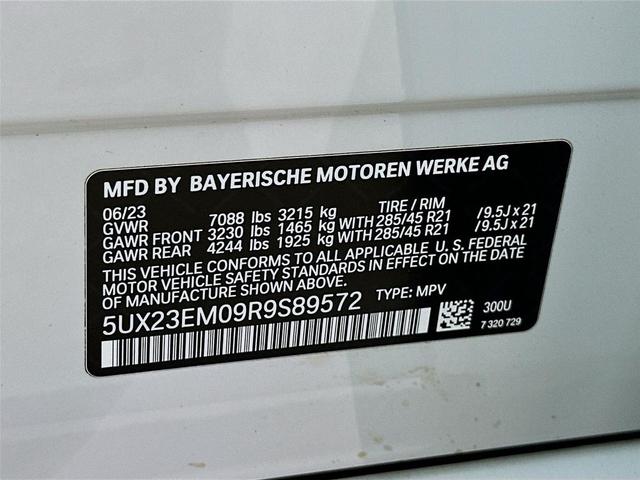 MFD BY BAYERISCHE MOTOREN WERKE AG
06/23 TIRE / RIM
GVWR 7088 lbs 3215 kg
GAWR FRONT 3230 lbs 1465 kg WITH 285/45 R21 /9.5J x 21
GAWR REAR 4244 lbs 1925 kg WITH 285/45 R21 /9.5J x 21
THIS VEHICLE CONFORMS TO ALL APPLICABLE U. S. FEDERAL
MOTOR VEHICLE SAFETY STANDARDS IN EFFECT ON THE
DATE OF MANUFACTURE SHOWN ABOVE.
5UX23EM09R9S89572 TYPE: MPV
300U
7 320 729